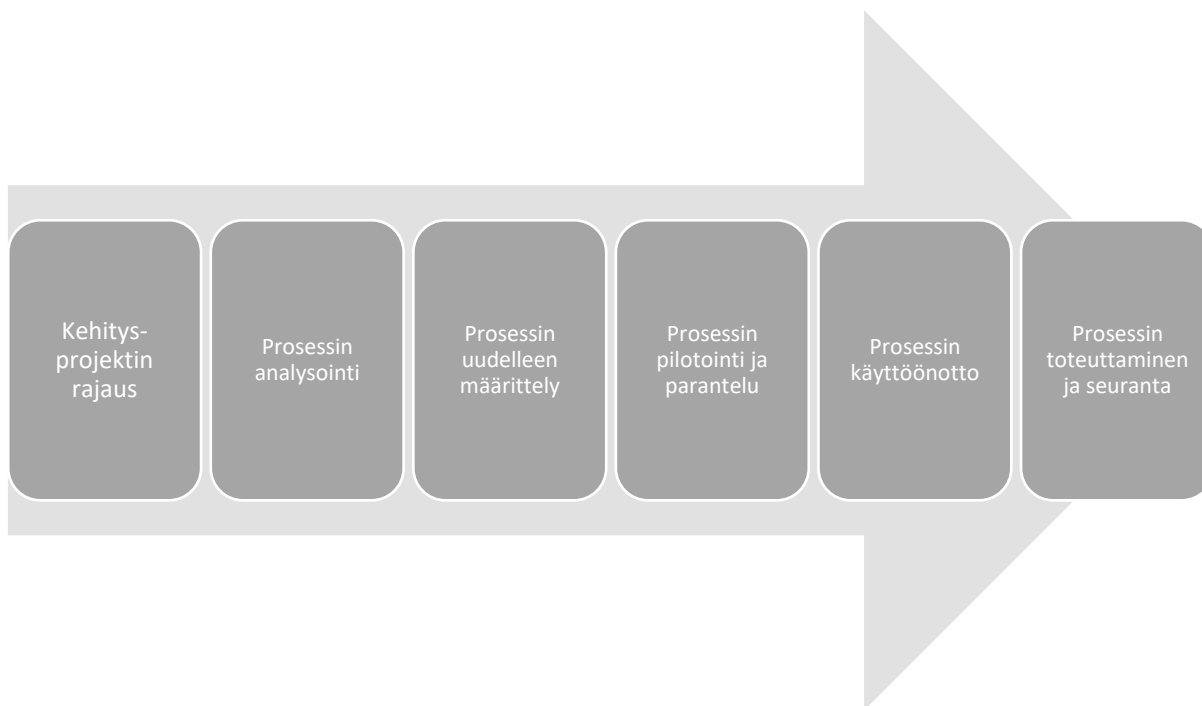 Kehitys-
projektin
rajaus
Prosessin
analysointi
Prosessin
uudelleen
määrittely
Prosessin
pilotointi ja
parantelu
Prosessin
käyttöönotto
Prosessin
toteuttaminen
ja seuranta